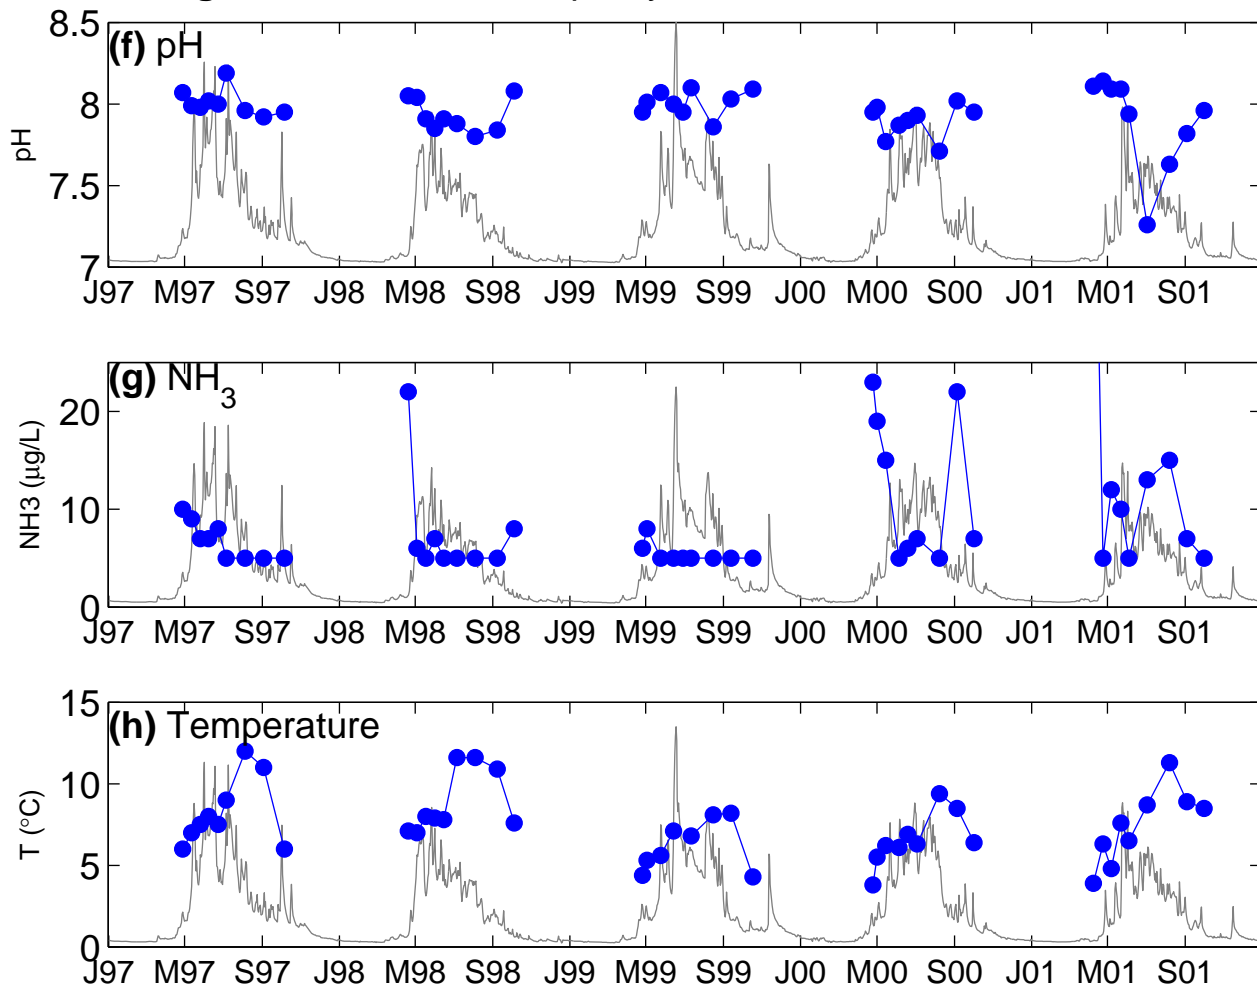 8.5
(f) pH
8
pH
7.5
7
J97 M97 S97 J98 M98 S98 J99 M99 S99 J00 M00 S00 J01 M01 S01
(g) NH3
20
NH3 (μg/L)
10
0
J97 M97 S97 J98 M98 S98 J99 M99 S99 J00 M00 S00 J01 M01 S01
15
(h) Temperature
10
T (°C)
5
0
J97 M97 S97 J98 M98 S98 J99 M99 S99 J00 M00 S00 J01 M01 S01